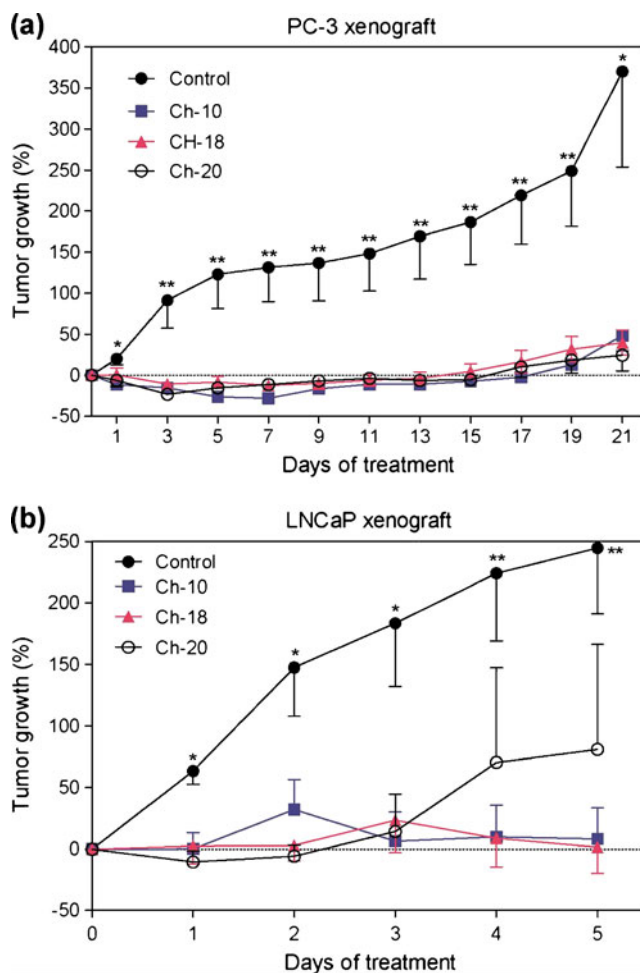 (a)
PC-3 xenograft
400
350
300
250
200
150
100
50
0
-50
Tumor growth (%)
Control
Ch-10
CH-18
Ch-20
* ** ** ** ** ** ** ** ** ** *
1 3 5 7 9 11 13 15 17 19 21
Days of treatment
(b)
LNCaP xenograft
250
200
150
100
50
0
-50
Tumor growth (%)
Control
Ch-10
Ch-18
Ch-20
* * * ** **
0 1 2 3 4 5
Days of treatment